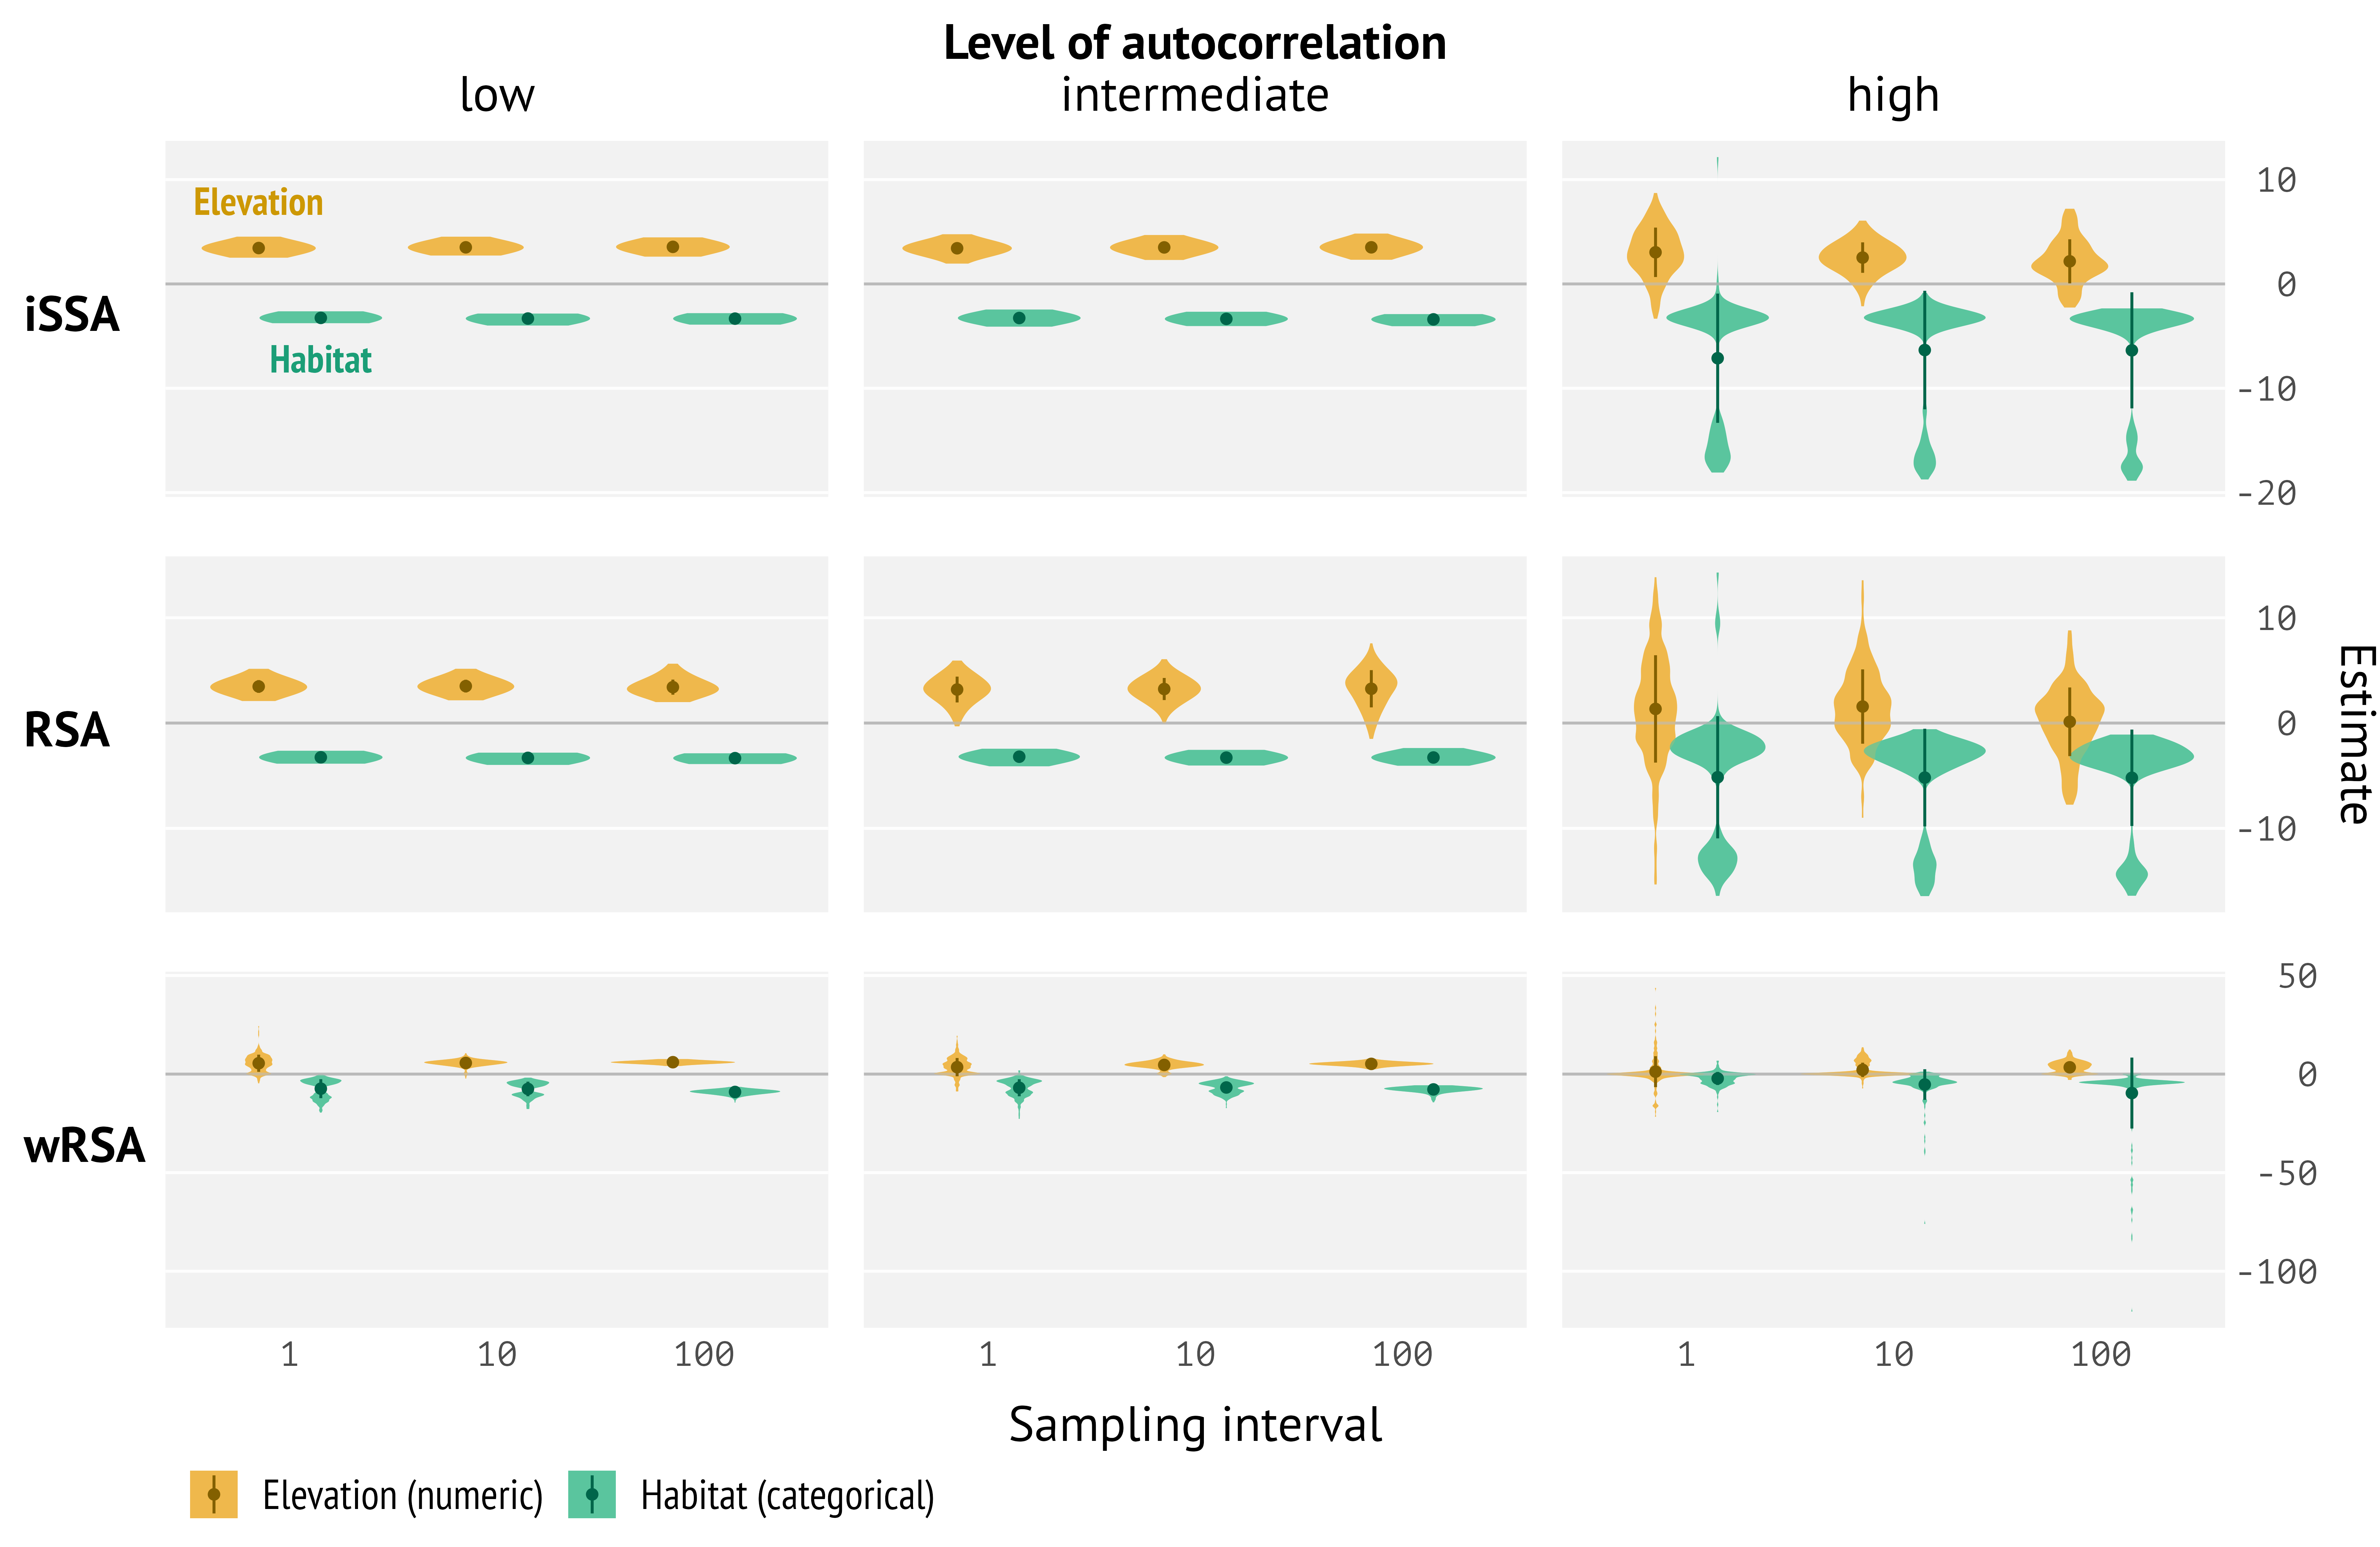 Level of autocorrelation
low intermediate high
Elevation
Habitat
iSSA
10
0
-10
-20
RSA
10
0
-10
Estimate
wRSA
50
0
-50
-100
1 10 100 1 10 100 1 10 100
Sampling interval
Elevation (numeric) Habitat (categorical)